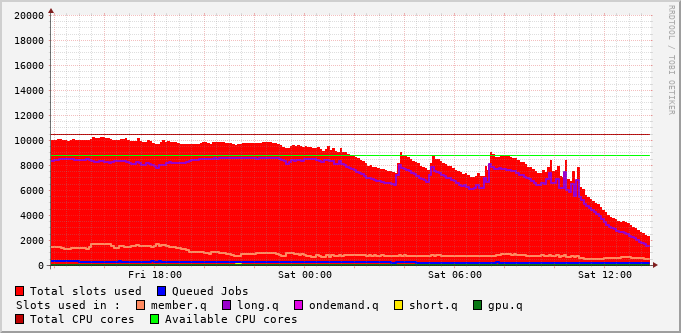 RRDTOOL / TOBI OETIKER
20000
18000
16000
14000
12000
10000
8000
6000
4000
2000
0
Fri 18:00 Sat 00:00 Sat 06:00 Sat 12:00
Total slots used Queued Jobs
Slots used in : member.q long.q ondemand.q short.q gpu.q
Total CPU cores Available CPU cores